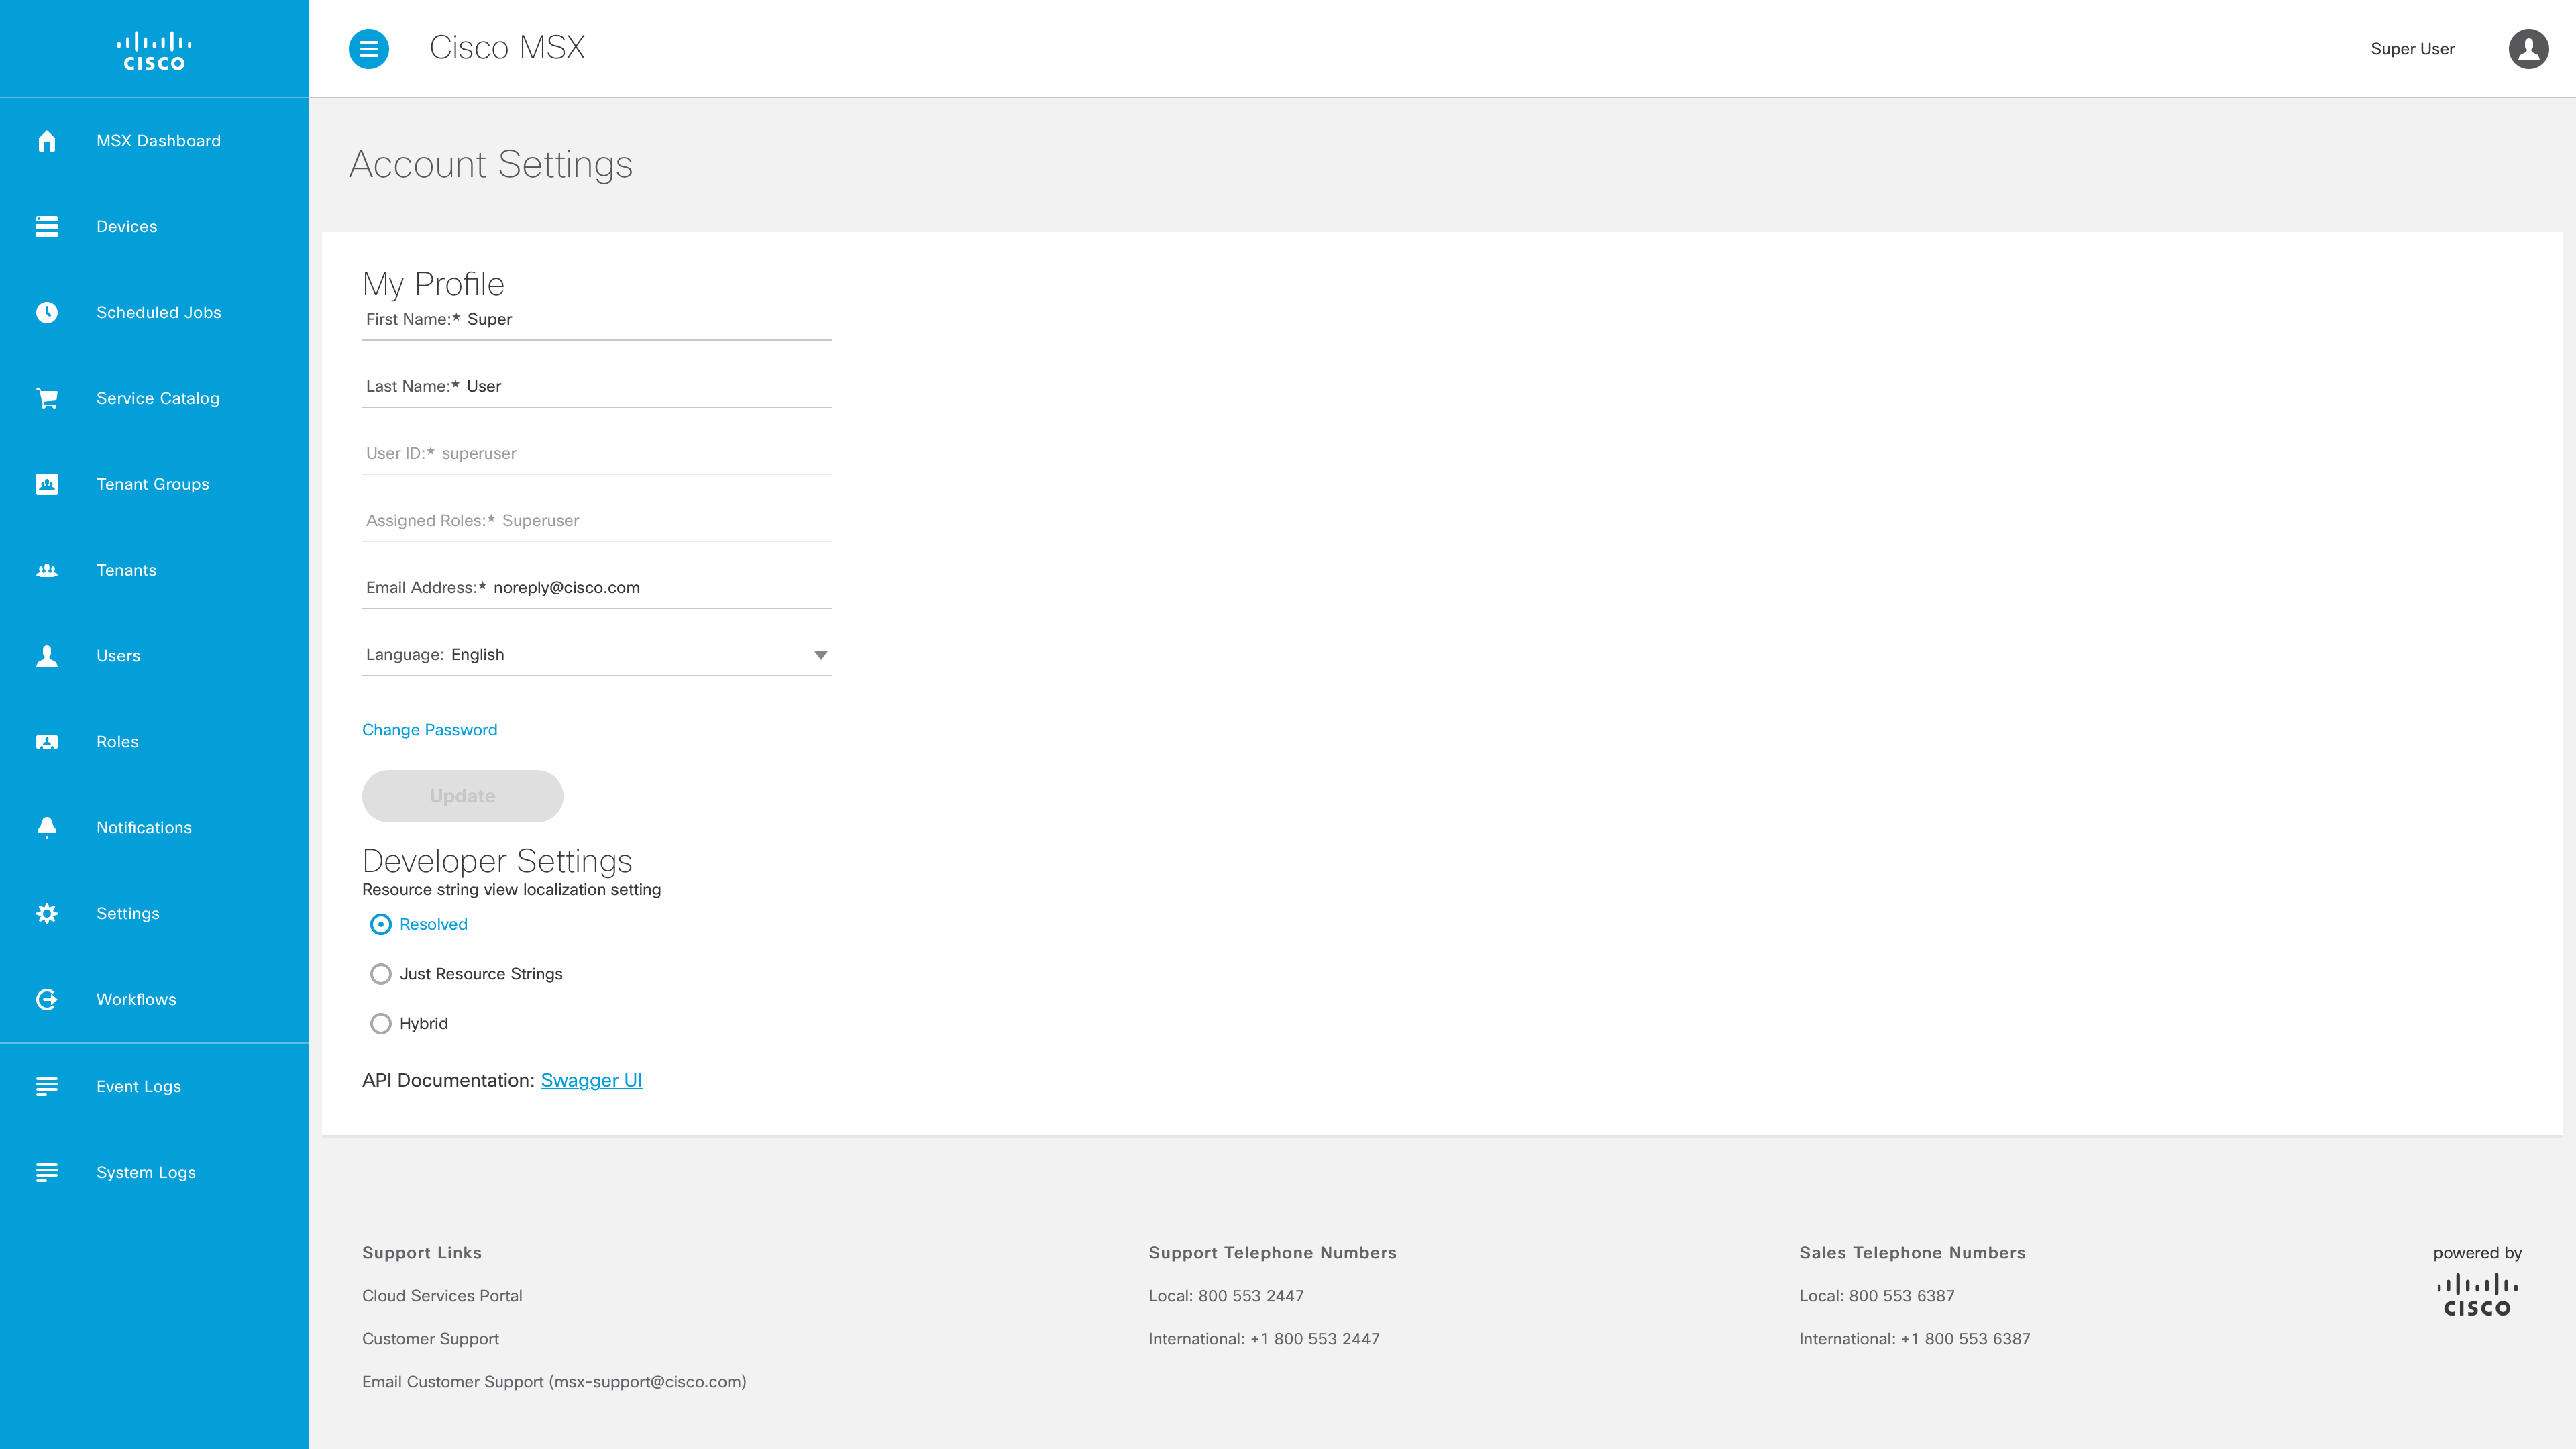 CISCO
Cisco MSX
Super User
MSX Dashboard
Devices
Scheduled Jobs
Service Catalog
Tenant Groups
Tenants
Users
Roles
Notifications
Settings
Workflows
Event Logs
System Logs
Account Settings
My Profile
First Name:* Super
Last Name:* User
User ID:* superuser
Assigned Roles:* Superuser
Email Address:* noreply@cisco.com
Language: English
Change Password
Update
Developer Settings
Resource string view localization setting
Resolved
Just Resource Strings
Hybrid
API Documentation: Swagger UI
Support Links
Cloud Services Portal
Customer Support
Email Customer Support (msx-support@cisco.com)
Support Telephone Numbers
Local: 800 553 2447
International: +1 800 553 2447
Sales Telephone Numbers
Local: 800 553 6387
International: +1 800 553 6387
powered by
CISCO